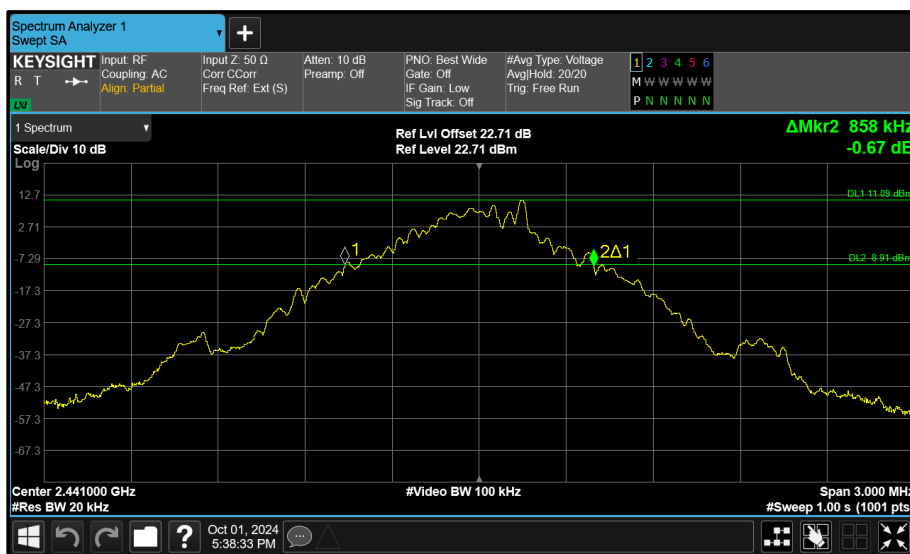 Spectrum Analyzer 1
Swept SA
KEYSIGHT
R T
LXI
Input: RF
Coupling: AC
Align: Partial
Input Z: 50 Ω
Corr CCorr
Freq Ref: Ext (S)
Atten: 10 dB
Preamp: Off
PNO: Best Wide
Gate: Off
IF Gain: Low
Sig Track: Off
#Avg Type: Voltage
Avg|Hold: 20/20
Trig: Free Run
1 2 3 4 5 6
M W W W W W
P N N N N N
1 Spectrum
Scale/Div 10 dB
Log
Ref Lvl Offset 22.71 dB
Ref Level 22.71 dBm
ΔMkr2 858 kHz
-0.67 dB
DL1 11.09 dBm
12.7
2.71
1
2Δ1
-7.29
DL2 -8.91 dBm
-17.3
-27.3
-37.3
-47.3
-57.3
-67.3
Center 2.441000 GHz
#Res BW 20 kHz
#Video BW 100 kHz
Span 3.000 MHz
#Sweep 1.00 s (1001 pts
?
Oct 01, 2024
5:38:33 PM